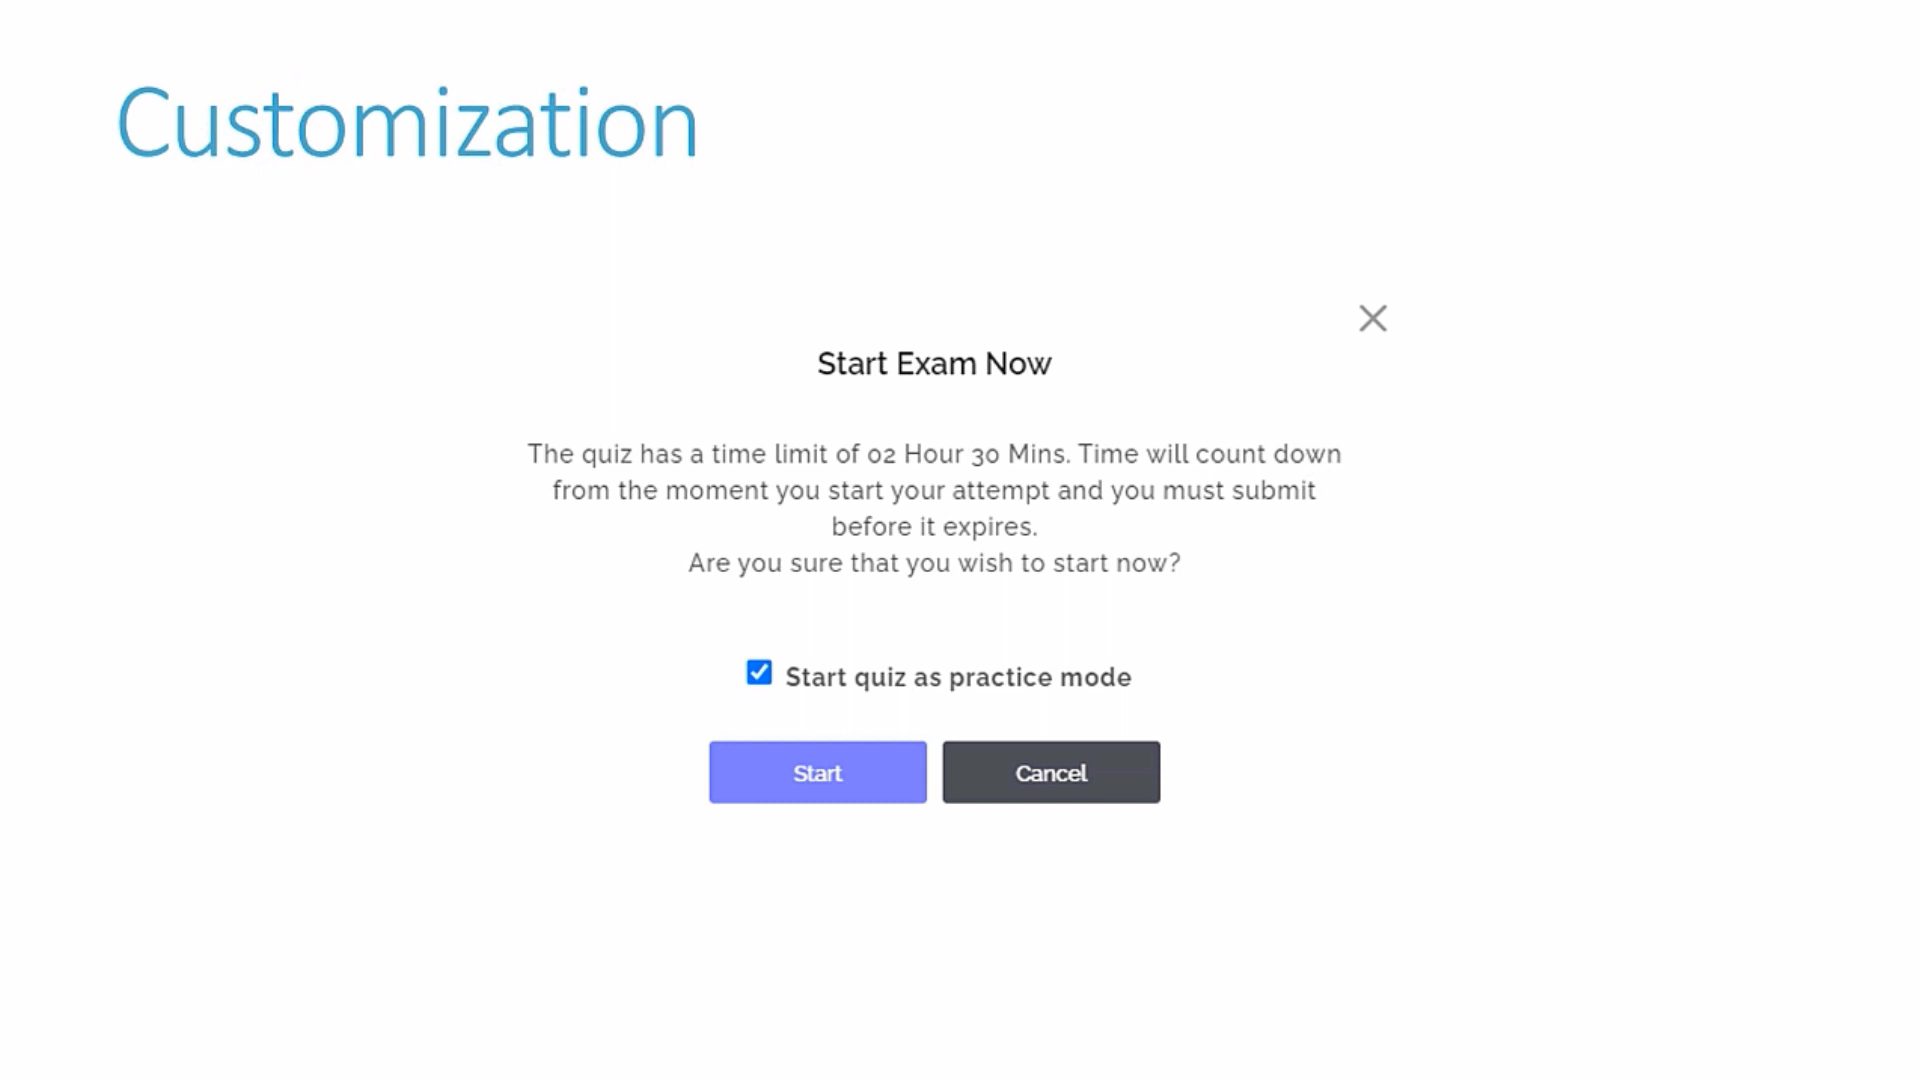 Customization
Start Exam Now
The quiz has a time limit of 02 Hour 30 Mins. Time will count down
from the moment you start your attempt and you must submit
before it expires.
Are you sure that you wish to start now?
Start quiz as practice mode
Start
Cancel